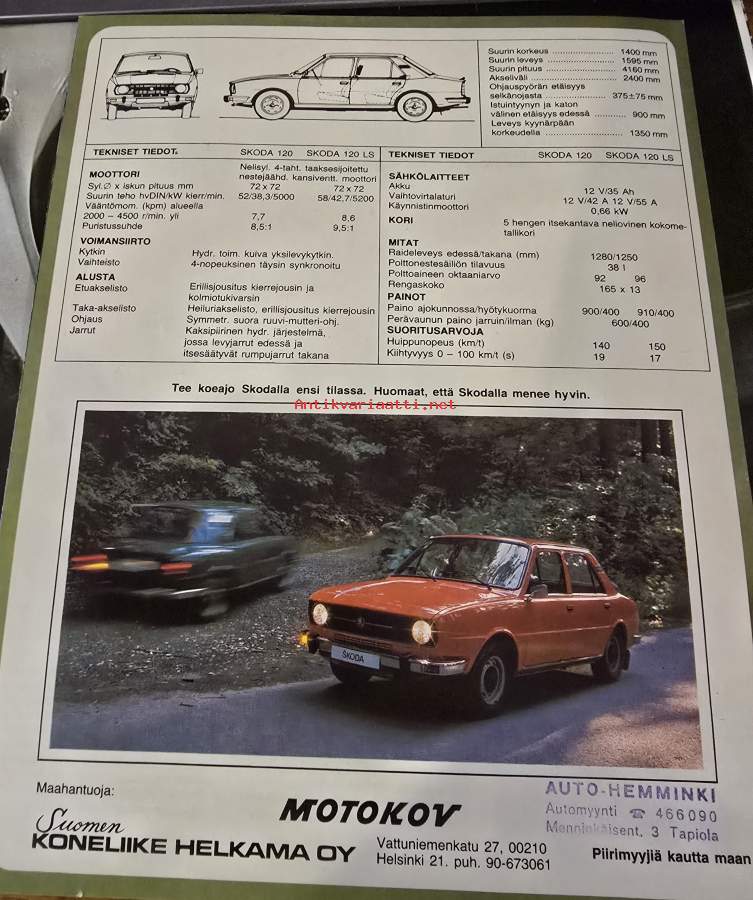 Suurin korkeus 1400 mm
Suurin leveys 1595 mm
Suurin pituus 4160 mm
Akseliväli 2400 mm
Ohjauspyörän etäisyys
selkänojasta 375±75 mm
Istuintyynyn ja katon
välinen etäisyys edessä 900 mm
Leveys kyynärpään
korkeudella 1350 mm
TEKNISET TIEDOT SKODA 120 SKODA 120 LS
MOOTTORI Nelisyl. 4-taht. taaksesijoitettu
nestejäähd. kansiventt. moottori
Syl.∅ x iskun pituus mm 72 x 72 72 x 72
Suurin teho hvDIN/kW kierr/min. 52/38,3/5000 58/42,7/5200
Vääntömom. (kpm) alueella
2000 – 4500 r/min. yli 7,7 8,6
Puristussuhde 8,5:1 9,5:1
VOIMANSIIRTO
Kytkin Hydr. toim. kuiva yksilevykytkin.
Vaihteisto 4-nopeuksinen täysin synkronoitu
ALUSTA
Etuakselisto Erillisjousitus kierrejousin ja
kolmiotukivarsin
Taka-akselisto Heiluriakselisto, erillisjousitus kierrejousin
Ohjaus Symmetr. suora ruuvi-mutteri-ohj.
Jarrut Kaksipiirinen hydr. järjestelmä,
jossa levyjarrut edessä ja
itsesäätyvät rumpujarrut takana
TEKNISET TIEDOT SKODA 120 SKODA 120 LS
SÄHKÖLAITTEET
Akku 12 V/35 Ah
Vaihtovirtalaturi 12 V/42 A 12 V/55 A
Käynnistinmoottori 0,66 kW
KORI 5 hengen itsekantava neliovinen kokome-
tallikori
MITAT
Raideleveys edessä/takana (mm) 1280/1250
Polttonestesäiliön tilavuus 38 l
Polttoaineen oktaaniarvo 92 96
Rengaskoko 165 x 13
PAINOT
Paino ajokunnossa/hyötykuorma 900/400 910/400
Perävaunun paino jarruin/ilman (kg) 600/400
SUORITUSARVOJA
Huippunopeus (km/t) 140 150
Kiihtyvyys 0 – 100 km/t (s) 19 17
Tee koeajo Skodalla ensi tilassa. Huomaat, että Skodalla menee hyvin.
Antikvariaatti.net
ŠKODA
Maahantuoja:
Suomen
KONELIIKE HELKAMA OY
MOTOKOV
Vattuniemenkatu 27, 00210
Helsinki 21. puh. 90-673061
AUTO-HEMMINKI
Automyynti ☎ 466090
Menninkäisent. 3 Tapiola
Piirimyyjiä kautta maan